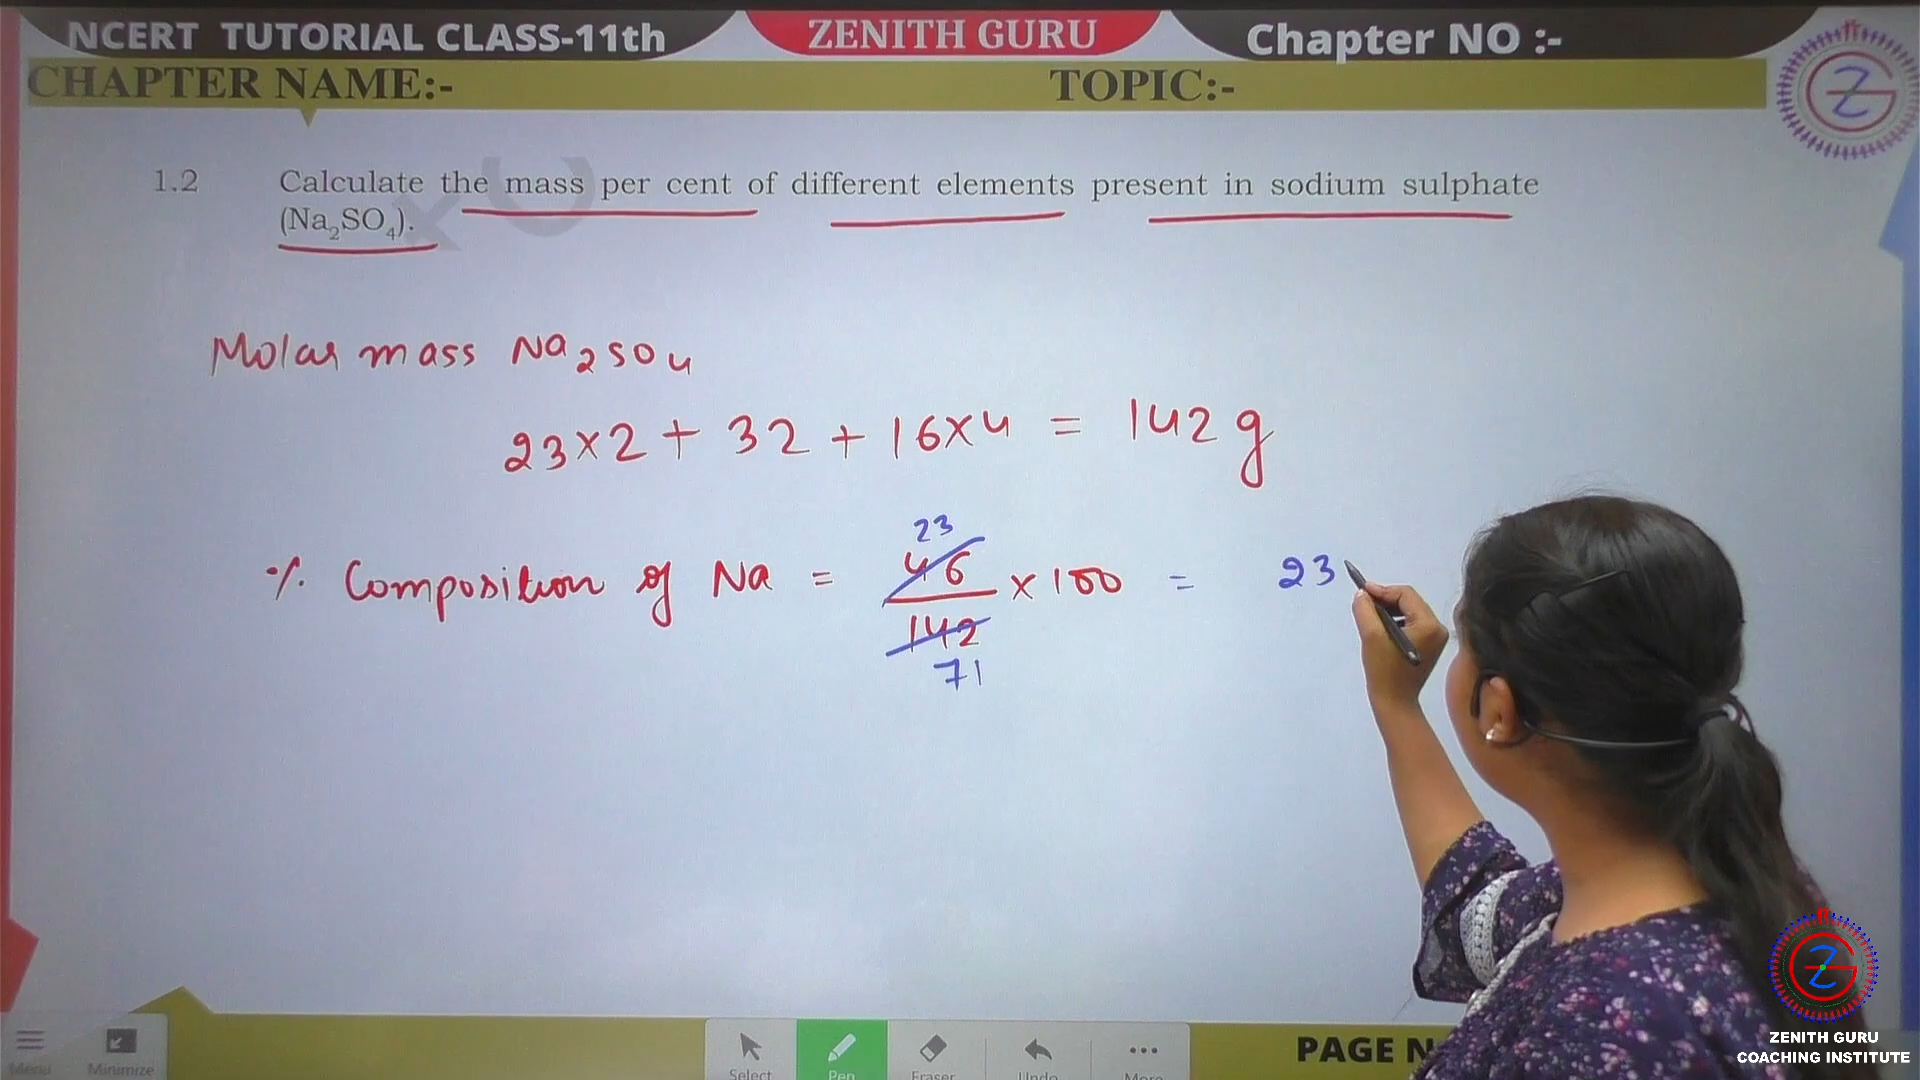 NCERT TUTORIAL CLASS-11th ZENITH GURU Chapter NO :-
CHAPTER NAME:- TOPIC:-
1.2 Calculate the mass per cent of different elements present in sodium sulphate
(Na₂SO₄).
Molar mass Na₂SO₄
23×2 + 32 + 16×4 = 142 g
23
% Composition of Na = 46/142 × 100 = 23
71
Menu Minimize Select Pen Eraser Undo More
PAGE N
ZENITH GURU
COACHING INSTITUTE